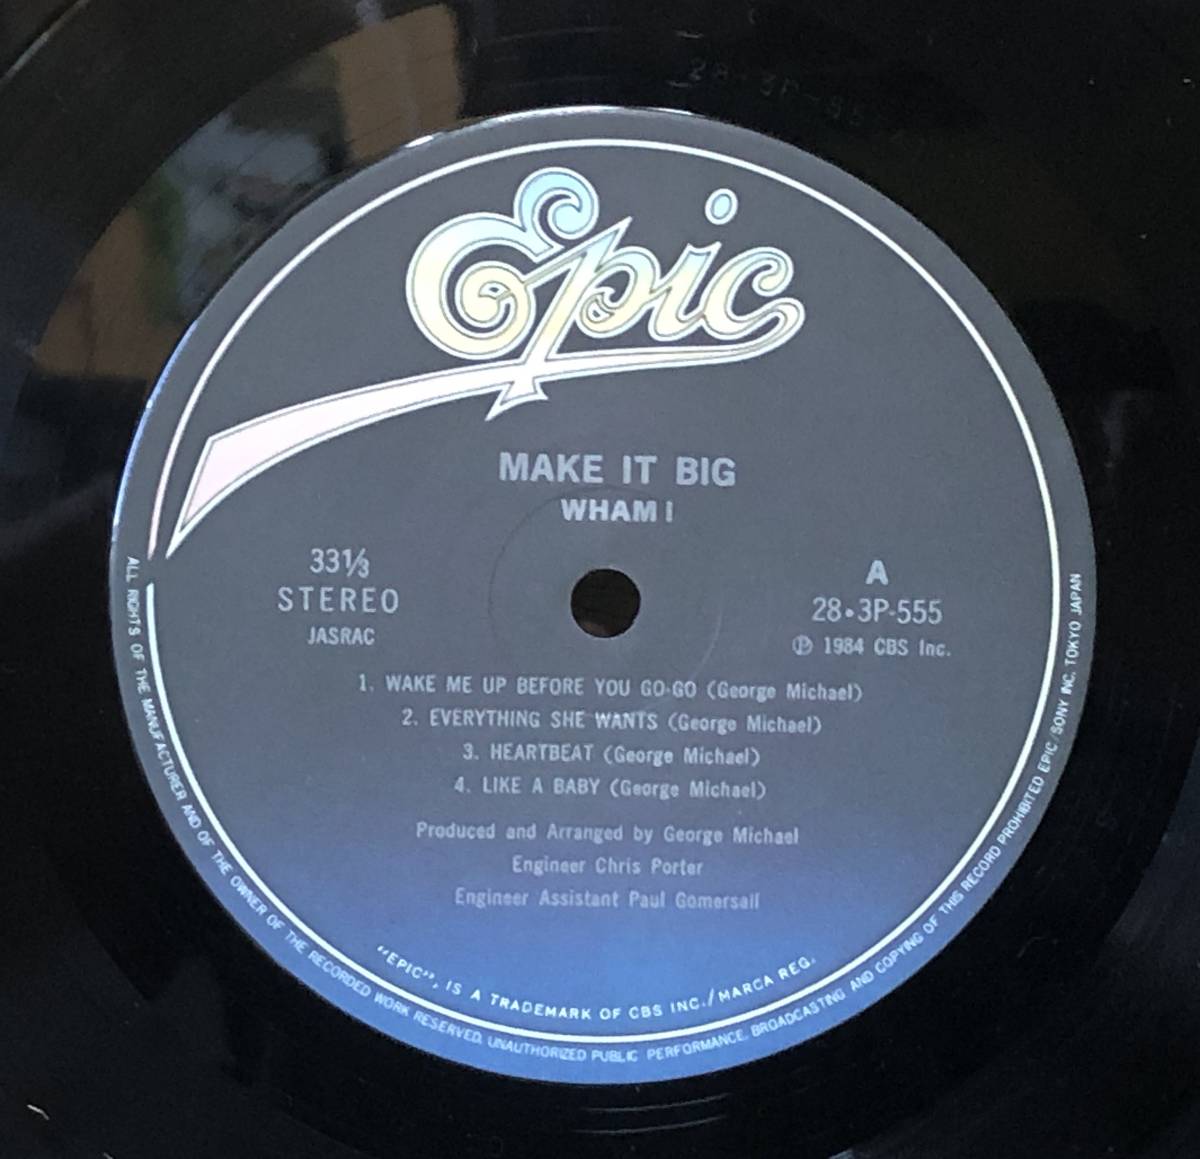 Epic
MAKE IT BIG
WHAM!
33⅓
STEREO
JASRAC
A
28•3P-555
Ⓟ 1984 CBS Inc.
1. WAKE ME UP BEFORE YOU GO-GO (George Michael)
2. EVERYTHING SHE WANTS (George Michael)
3. HEARTBEAT (George Michael)
4. LIKE A BABY (George Michael)
Produced and Arranged by George Michael
Engineer Chris Porter
Engineer Assistant Paul Gomersall
"EPIC", IS A TRADEMARK OF CBS INC./MARCA REG.
ALL RIGHTS OF THE MANUFACTURER AND OF THE OWNER OF THE RECORDED WORK RESERVED. UNAUTHORIZED PUBLIC PERFORMANCE, BROADCASTING AND COPYING OF THIS RECORD PROHIBITED EPIC/SONY INC. TOKYO JAPAN